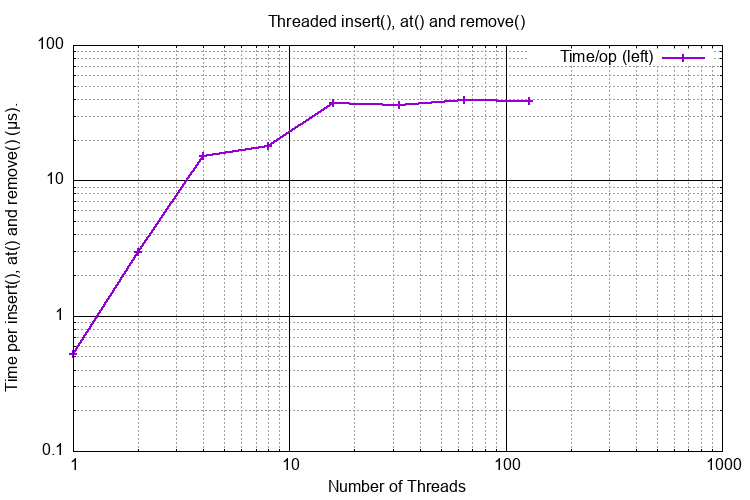 Threaded insert(), at() and remove()
Time/op (left)
100
10
1
0.1
Time per insert(), at() and remove() (µs).
1 10 100 1000
Number of Threads